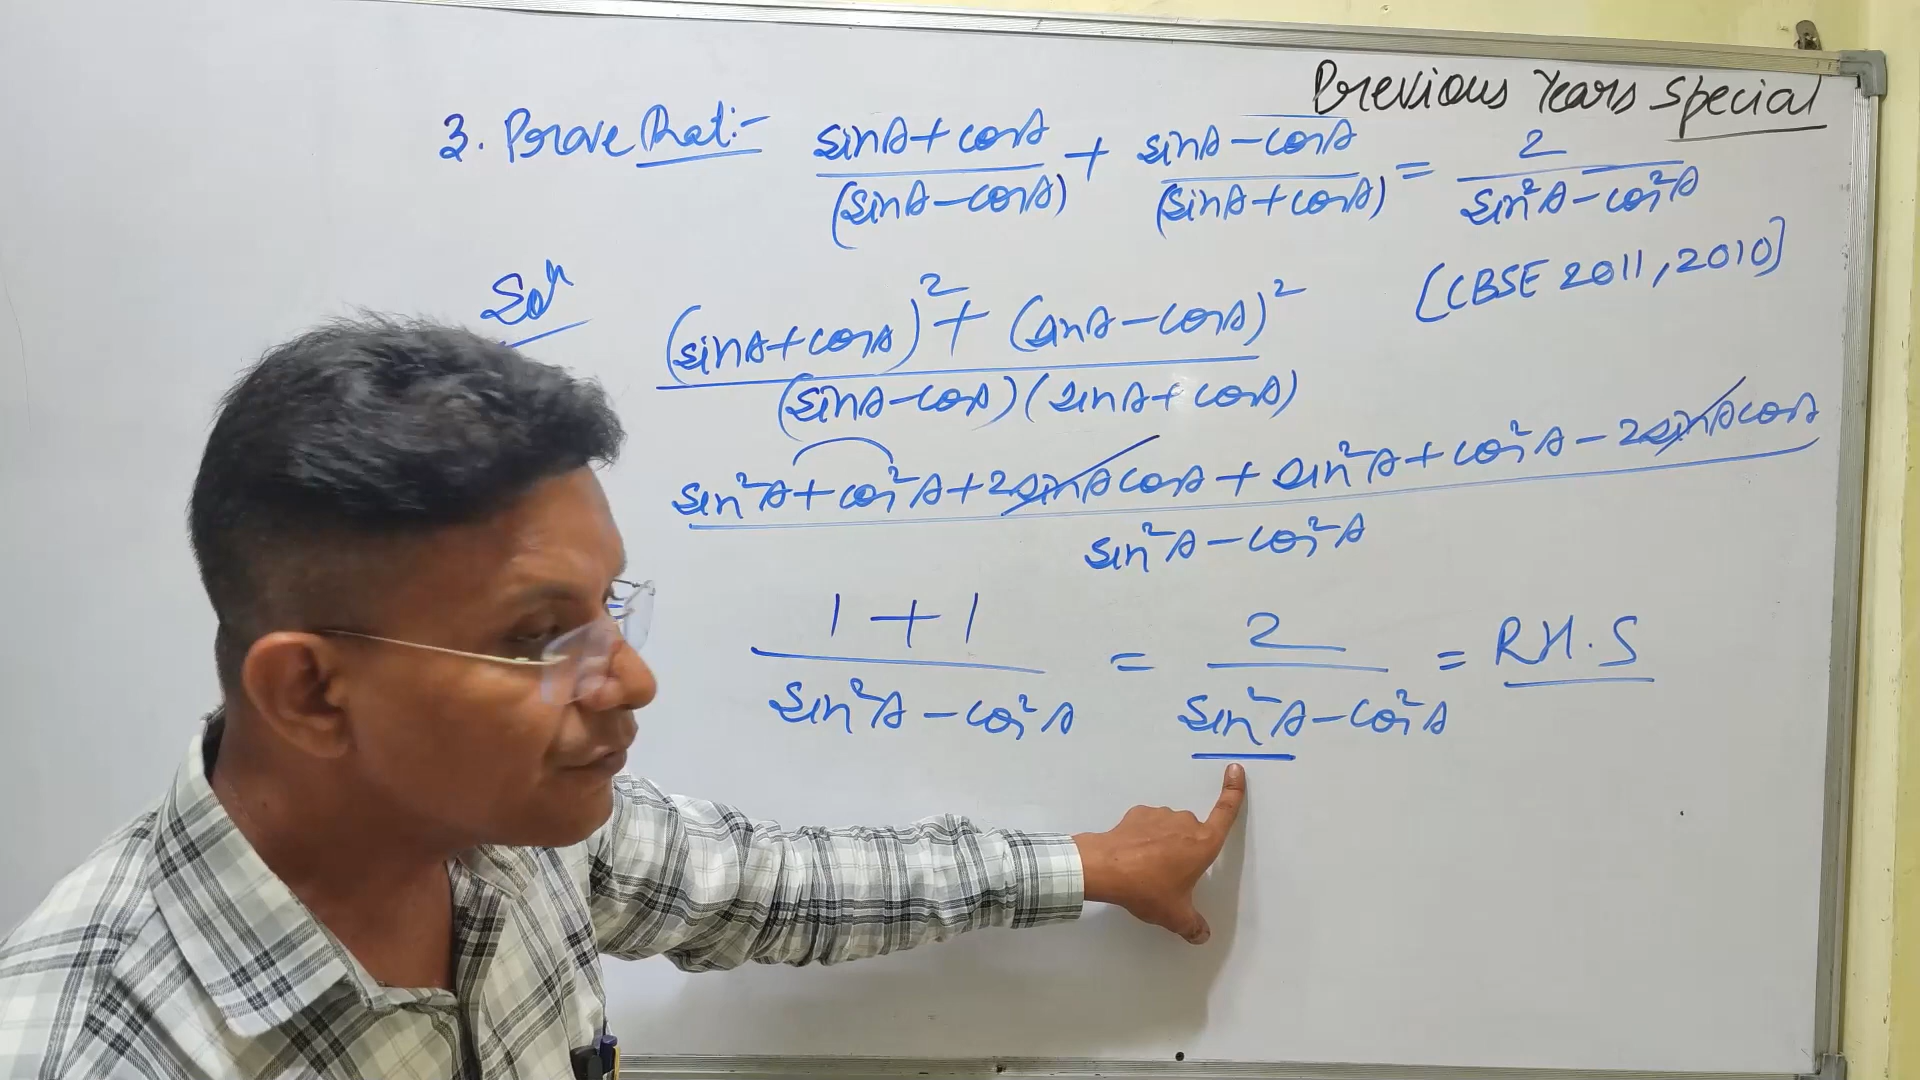 Previous Years Special
3. Prove that:- (sinA + cosA)/(sinA - cosA) + (sinA - cosA)/(sinA + cosA) = 2/(sin²A - cos²A)
[CBSE 2011, 2010]
Solⁿ
((sinA + cosA)² + (sinA - cosA)²)/((sinA - cosA)(sinA + cosA))
(sin²A + cos²A + 2sinAcosA + sin²A + cos²A - 2sinAcosA)/(sin²A - cos²A)
= (1 + 1)/(sin²A - cos²A) = 2/(sin²A - cos²A) = R.H.S